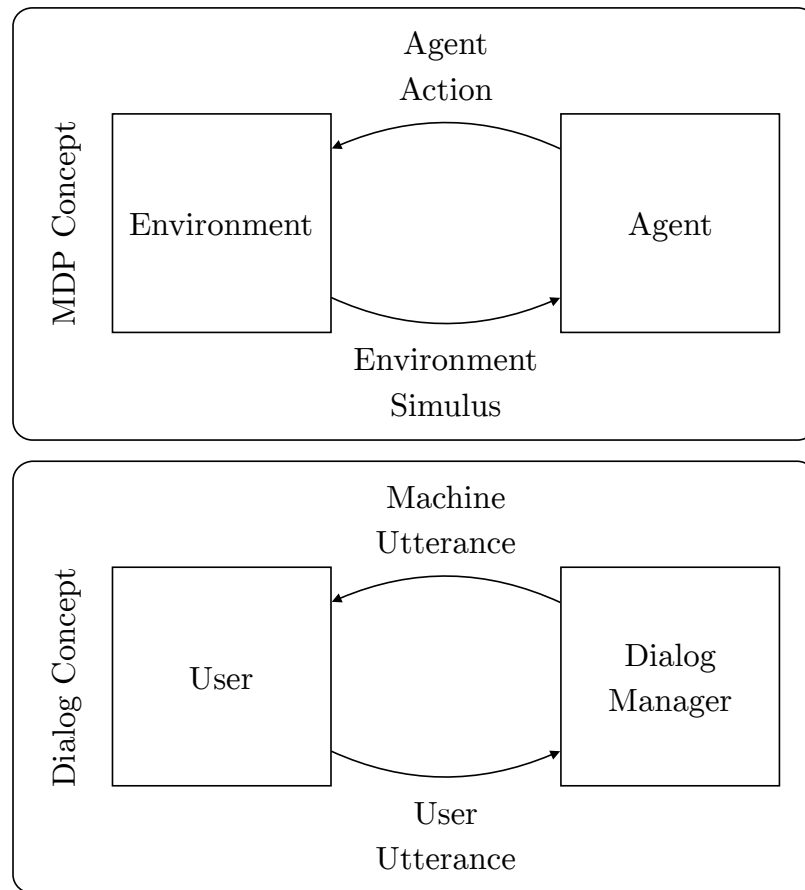 Agent
Action
MDP Concept
Environment
Agent
Environment
Simulus
Machine
Utterance
Dialog Concept
User
Dialog
Manager
User
Utterance